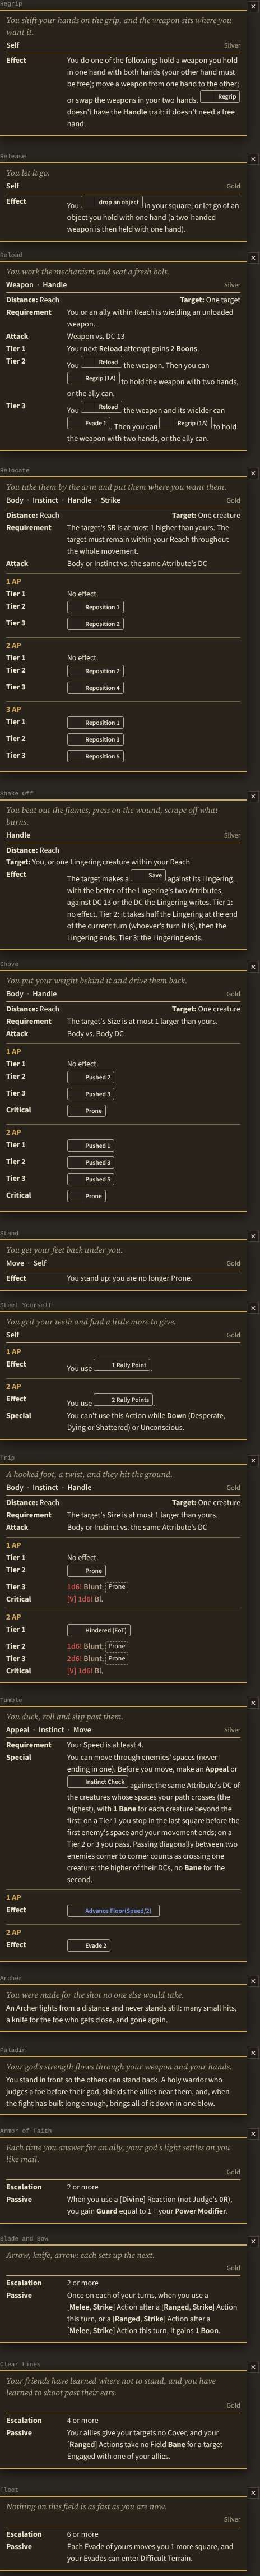 Regrip
You shift your hands on the grip, and the weapon sits where you
want it.
Self Silver
Effect You do one of the following: hold a weapon you hold
in one hand with both hands (your other hand must
be free); move a weapon from one hand to the other;
or swap the weapons in your two hands. Regrip
doesn't have the Handle trait: it doesn't need a free
hand.
Release
You let it go.
Self Gold
Effect You drop an object in your square, or let go of an
object you hold with one hand (a two-handed
weapon is then held with one).
Reload
You work the mechanism and seat a fresh bolt.
Weapon · Handle Silver
Distance: Reach Target: One target
Requirement You or an ally within Reach is wielding an unloaded
weapon.
Attack Weapon vs. DC 13
Tier 1 Your next Reload attempt gains 2 Boons.
Tier 2 You Reload the weapon. Then you can
Regrip (1A) to hold the weapon with two hands,
or the ally can.
Tier 3 You Reload the weapon and its wielder can
Evade 1. Then you can Regrip (1A) to hold
the weapon with two hands, or the ally can.
Relocate
You take them by the arm and put them where you want them.
Body · Instinct · Handle · Strike Gold
Distance: Reach Target: One creature
Requirement The target's SR is at most 1 higher than yours. The
target must remain within your Reach throughout
the whole movement.
Attack Body or Instinct vs. the same Attribute's DC
1 AP
Tier 1 No effect.
Tier 2 Reposition 1
Tier 3 Reposition 2
2 AP
Tier 1 No effect.
Tier 2 Reposition 2
Tier 3 Reposition 4
3 AP
Tier 1 Reposition 1
Tier 2 Reposition 3
Tier 3 Reposition 5
Shake Off
You beat out the flames, press on the wound, scrape off what
burns.
Handle Silver
Distance: Reach
Target: You, or one Lingering creature within your Reach
Effect The target makes a Save against its Lingering,
with the better of the Lingering's two Attributes,
against DC 13 or the DC the Lingering writes. Tier 1:
no effect. Tier 2: it takes half the Lingering at the end
of the current turn (whoever's turn it is), then the
Lingering ends. Tier 3: the Lingering ends.
Shove
You put your weight behind it and drive them back.
Body · Handle Gold
Distance: Reach Target: One creature
Requirement The target's Size is at most 1 larger than yours.
Attack Body vs. Body DC
1 AP
Tier 1 No effect.
Tier 2 Pushed 2
Tier 3 Pushed 3
Critical Prone
2 AP
Tier 1 Pushed 1
Tier 2 Pushed 3
Tier 3 Pushed 5
Critical Prone
Stand
You get your feet back under you.
Move · Self Gold
Effect You stand up: you are no longer Prone.
Steel Yourself
You grit your teeth and find a little more to give.
Self Gold
1 AP
Effect You use 1 Rally Point.
2 AP
Effect You use 2 Rally Points.
Special You can't use this Action while Down (Desperate,
Dying or Shattered) or Unconscious.
Trip
A hooked foot, a twist, and they hit the ground.
Body · Instinct · Handle Gold
Distance: Reach Target: One creature
Requirement The target's Size is at most 1 larger than yours.
Attack Body or Instinct vs. the same Attribute's DC
1 AP
Tier 1 No effect.
Tier 2 Prone
Tier 3 1d6! Blunt; Prone
Critical [V] 1d6! Bl.
2 AP
Tier 1 Hindered (EoT)
Tier 2 1d6! Blunt; Prone
Tier 3 2d6! Blunt; Prone
Critical [V] 1d6! Bl.
Tumble
You duck, roll and slip past them.
Appeal · Instinct · Move Silver
Requirement Your Speed is at least 4.
Special You can move through enemies' spaces (never
ending in one). Before you move, make an Appeal or
Instinct Check against the same Attribute's DC of
the creatures whose spaces your path crosses (the
highest), with 1 Bane for each creature beyond the
first: on a Tier 1 you stop in the last square before the
first enemy's space and your movement ends; on a
Tier 2 or 3 you pass. Passing diagonally between two
enemies corner to corner counts as crossing one
creature: the higher of their DCs, no Bane for the
second.
1 AP
Effect Advance Floor(Speed/2)
2 AP
Effect Evade 2
Archer
You were made for the shot no one else would take.
An Archer fights from a distance and never stands still: many small hits,
a knife for the foe who gets close, and gone again.
Paladin
Your god's strength flows through your weapon and your hands.
You stand in front so the others can stand back. A holy warrior who
judges a foe before their god, shields the allies near them, and, when
the fight has built long enough, brings all of it down in one blow.
Armor of Faith
Each time you answer for an ally, your god's light settles on you
like mail.
Gold
Escalation 2 or more
Passive When you use a [Divine] Reaction (not Judge's 0R),
you gain Guard equal to 1 + your Power Modifier.
Blade and Bow
Arrow, knife, arrow: each sets up the next.
Gold
Escalation 2 or more
Passive Once on each of your turns, when you use a
[Melee, Strike] Action after a [Ranged, Strike] Action
this turn, or a [Ranged, Strike] Action after a
[Melee, Strike] Action this turn, it gains 1 Boon.
Clear Lines
Your friends have learned where not to stand, and you have
learned to shoot past their ears.
Gold
Escalation 4 or more
Passive Your allies give your targets no Cover, and your
[Ranged] Actions take no Field Bane for a target
Engaged with one of your allies.
Fleet
Nothing on this field is as fast as you are now.
Silver
Escalation 6 or more
Passive Each Evade of yours moves you 1 more square, and
your Evades can enter Difficult Terrain.